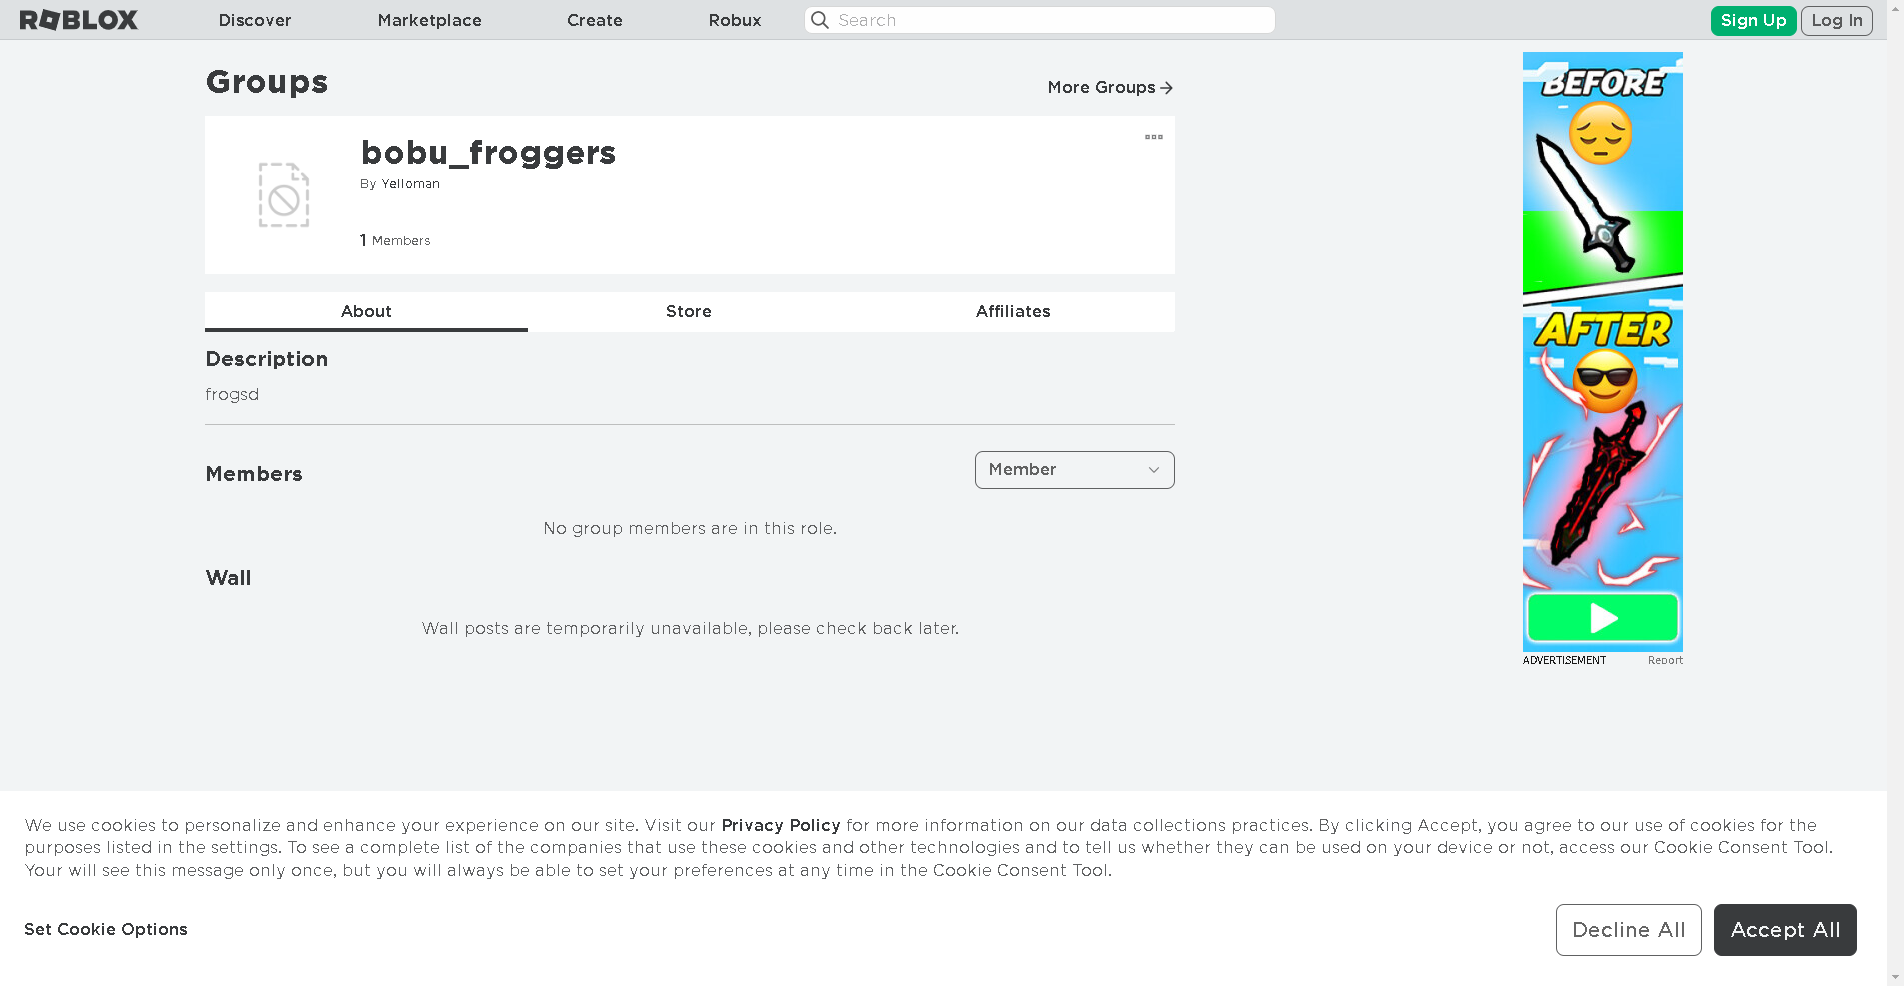 ROBLOX Discover Marketplace Create Robux Search Sign Up Log In
Groups
More Groups
bobu_froggers
By Yelloman
1 Members
About Store Affiliates
Description
frogsd
Members
Member
No group members are in this role.
Wall
Wall posts are temporarily unavailable, please check back later.
BEFORE
AFTER
ADVERTISEMENT Report
We use cookies to personalize and enhance your experience on our site. Visit our Privacy Policy for more information on our data collections practices. By clicking Accept, you agree to our use of cookies for the
purposes listed in the settings. To see a complete list of the companies that use these cookies and other technologies and to tell us whether they can be used on your device or not, access our Cookie Consent Tool.
Your will see this message only once, but you will always be able to set your preferences at any time in the Cookie Consent Tool.
Set Cookie Options
Decline All
Accept All